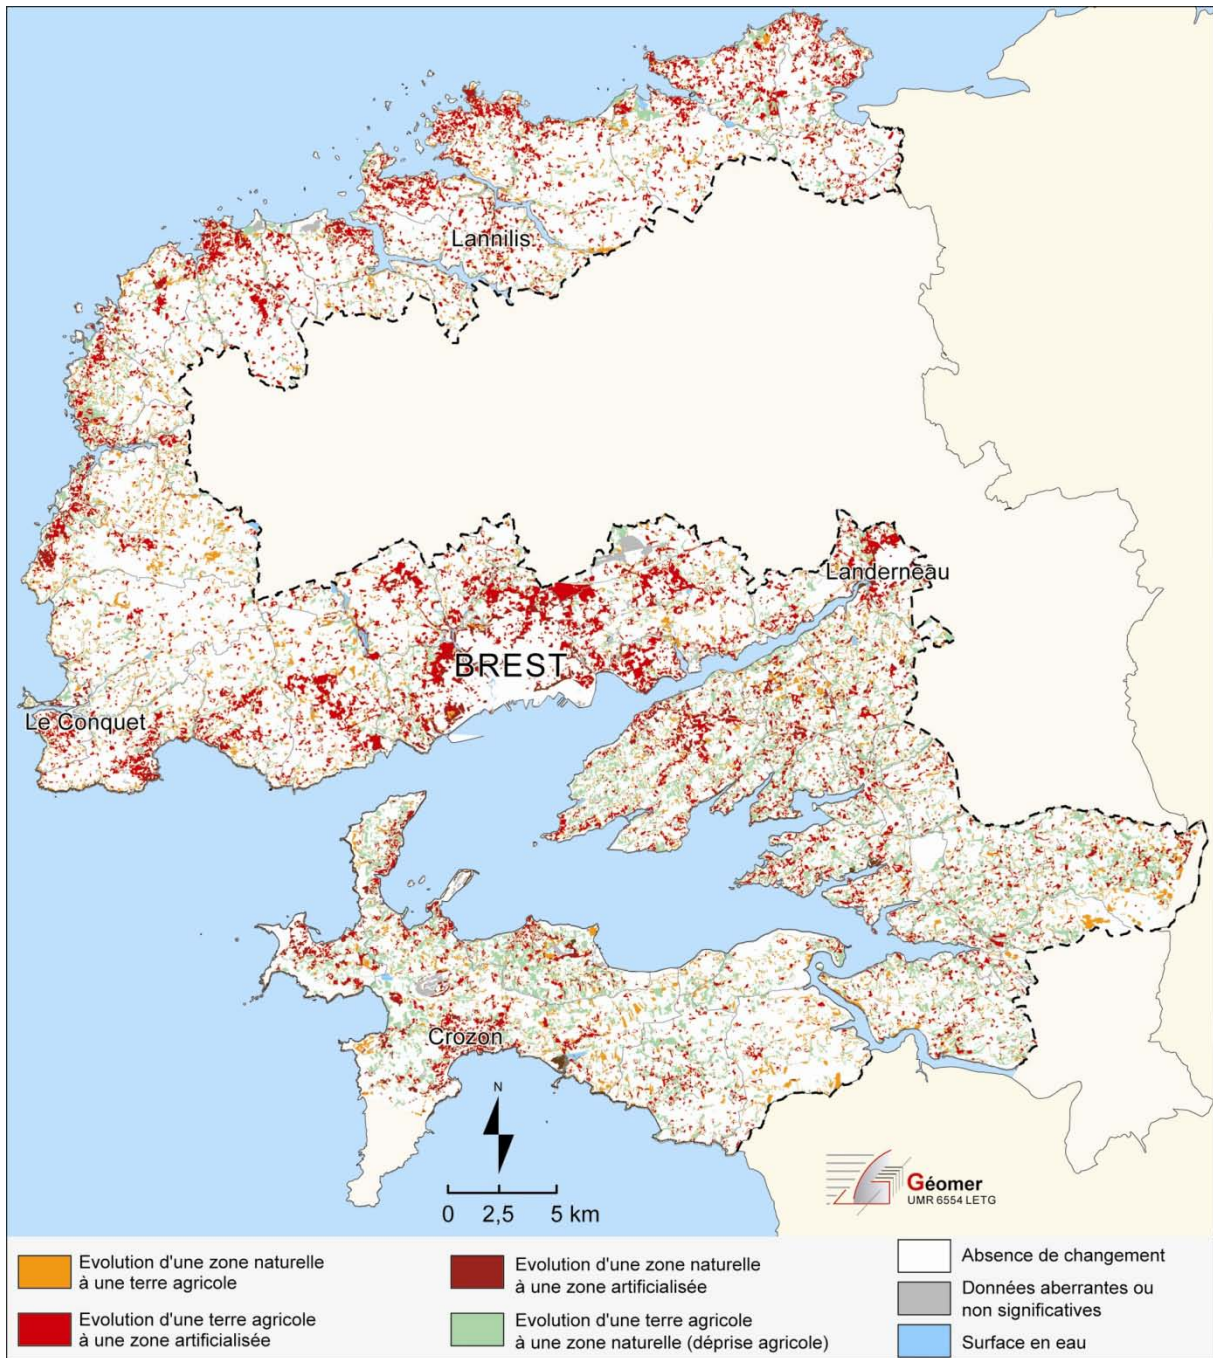 Lannilis
Landerneau
BREST
Le Conquet
Crozon
N
0 2,5 5 km
Géomer
UMR 6554 LETG
Evolution d'une zone naturelle
à une terre agricole
Evolution d'une terre agricole
à une zone artificialisée
Evolution d'une zone naturelle
à une zone artificialisée
Evolution d'une terre agricole
à une zone naturelle (déprise agricole)
Absence de changement
Données aberrantes ou
non significatives
Surface en eau